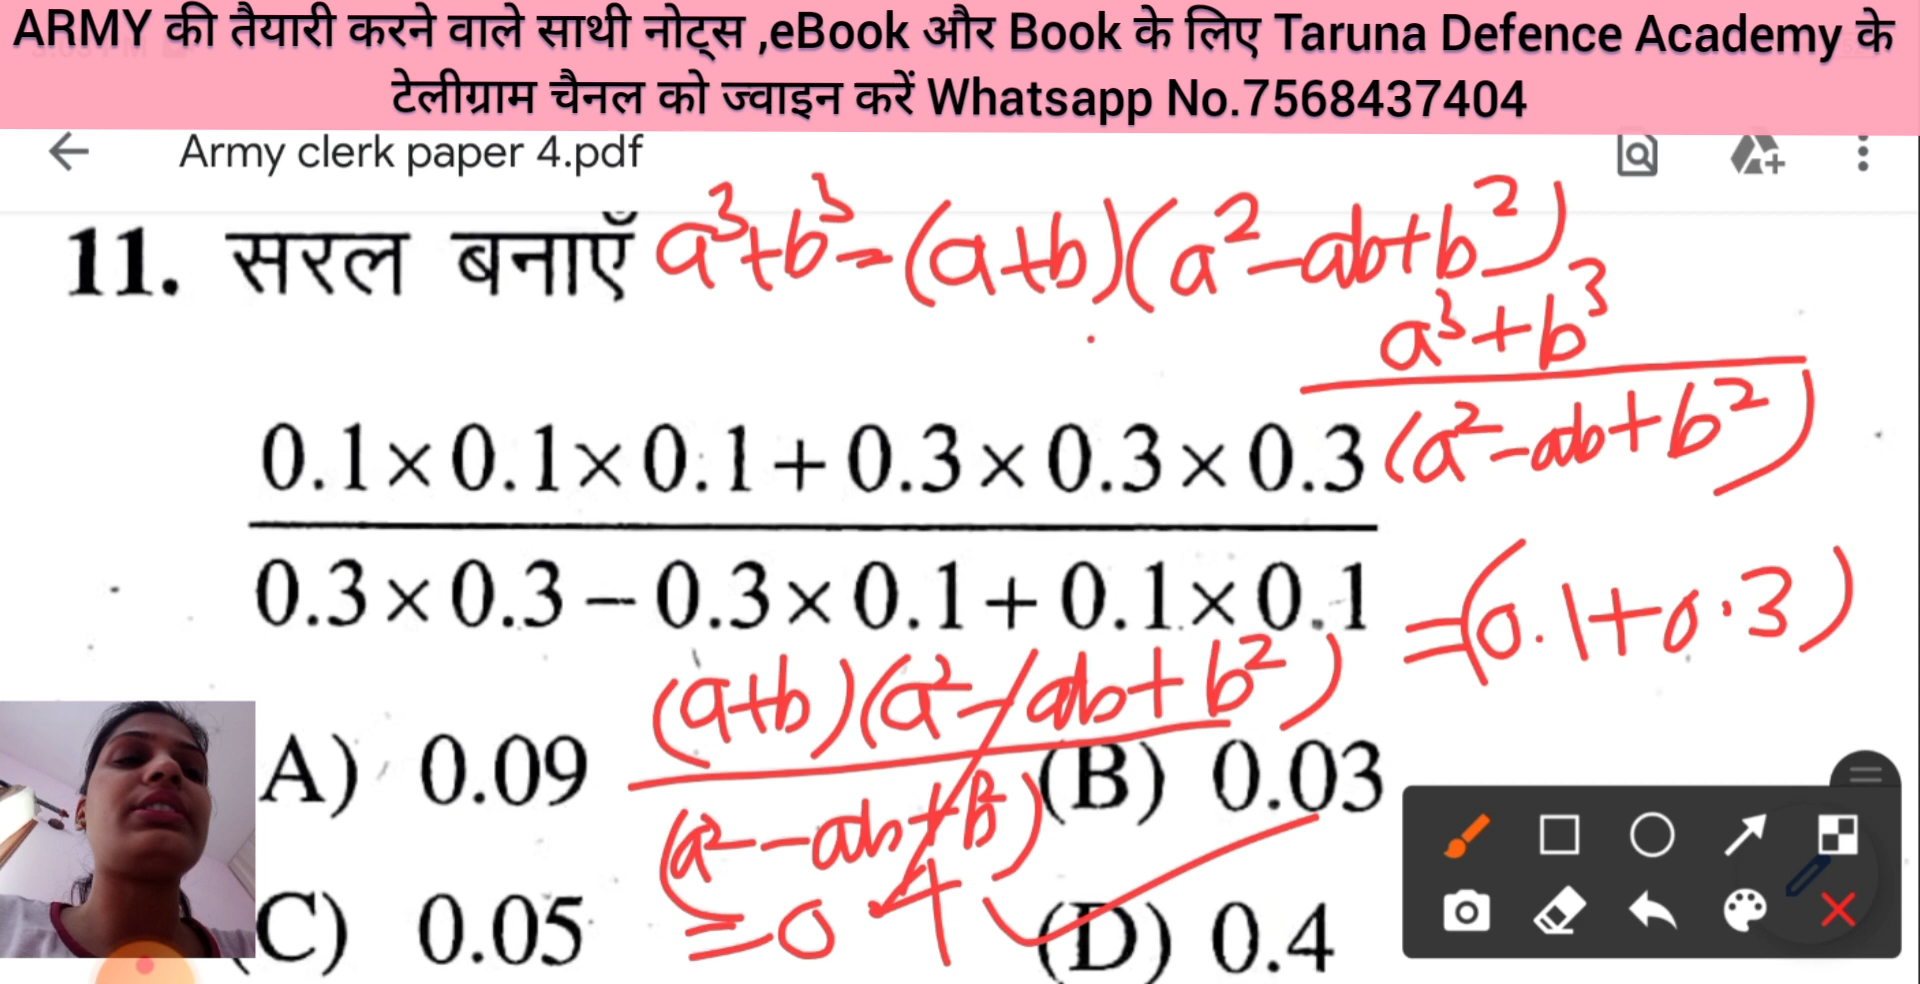 ARMY की तैयारी करने वाले साथी नोट्स ,eBook और Book के लिए Taruna Defence Academy के
टेलीग्राम चैनल को ज्वाइन करें Whatsapp No.7568437404
Army clerk paper 4.pdf
11. सरल बनाएँ a³+b³=(a+b)(a²-ab+b²)
a³+b³
(a²-ab+b²)
0.1×0.1×0.1+0.3×0.3×0.3
0.3×0.3-0.3×0.1+0.1×0.1
=(0.1+0.3)
(a+b)(a²-ab+b²)
(a²-ab+b²)
A) 0.09 (B) 0.03
=0.4
C) 0.05 (D) 0.4